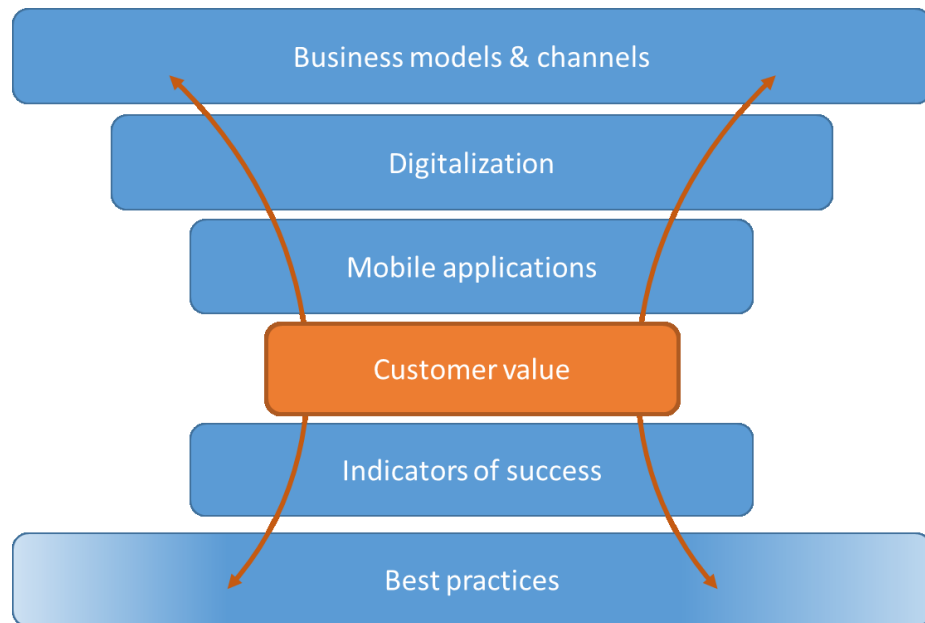 Business models & channels
Digitalization
Mobile applications
Customer value
Indicators of success
Best practices